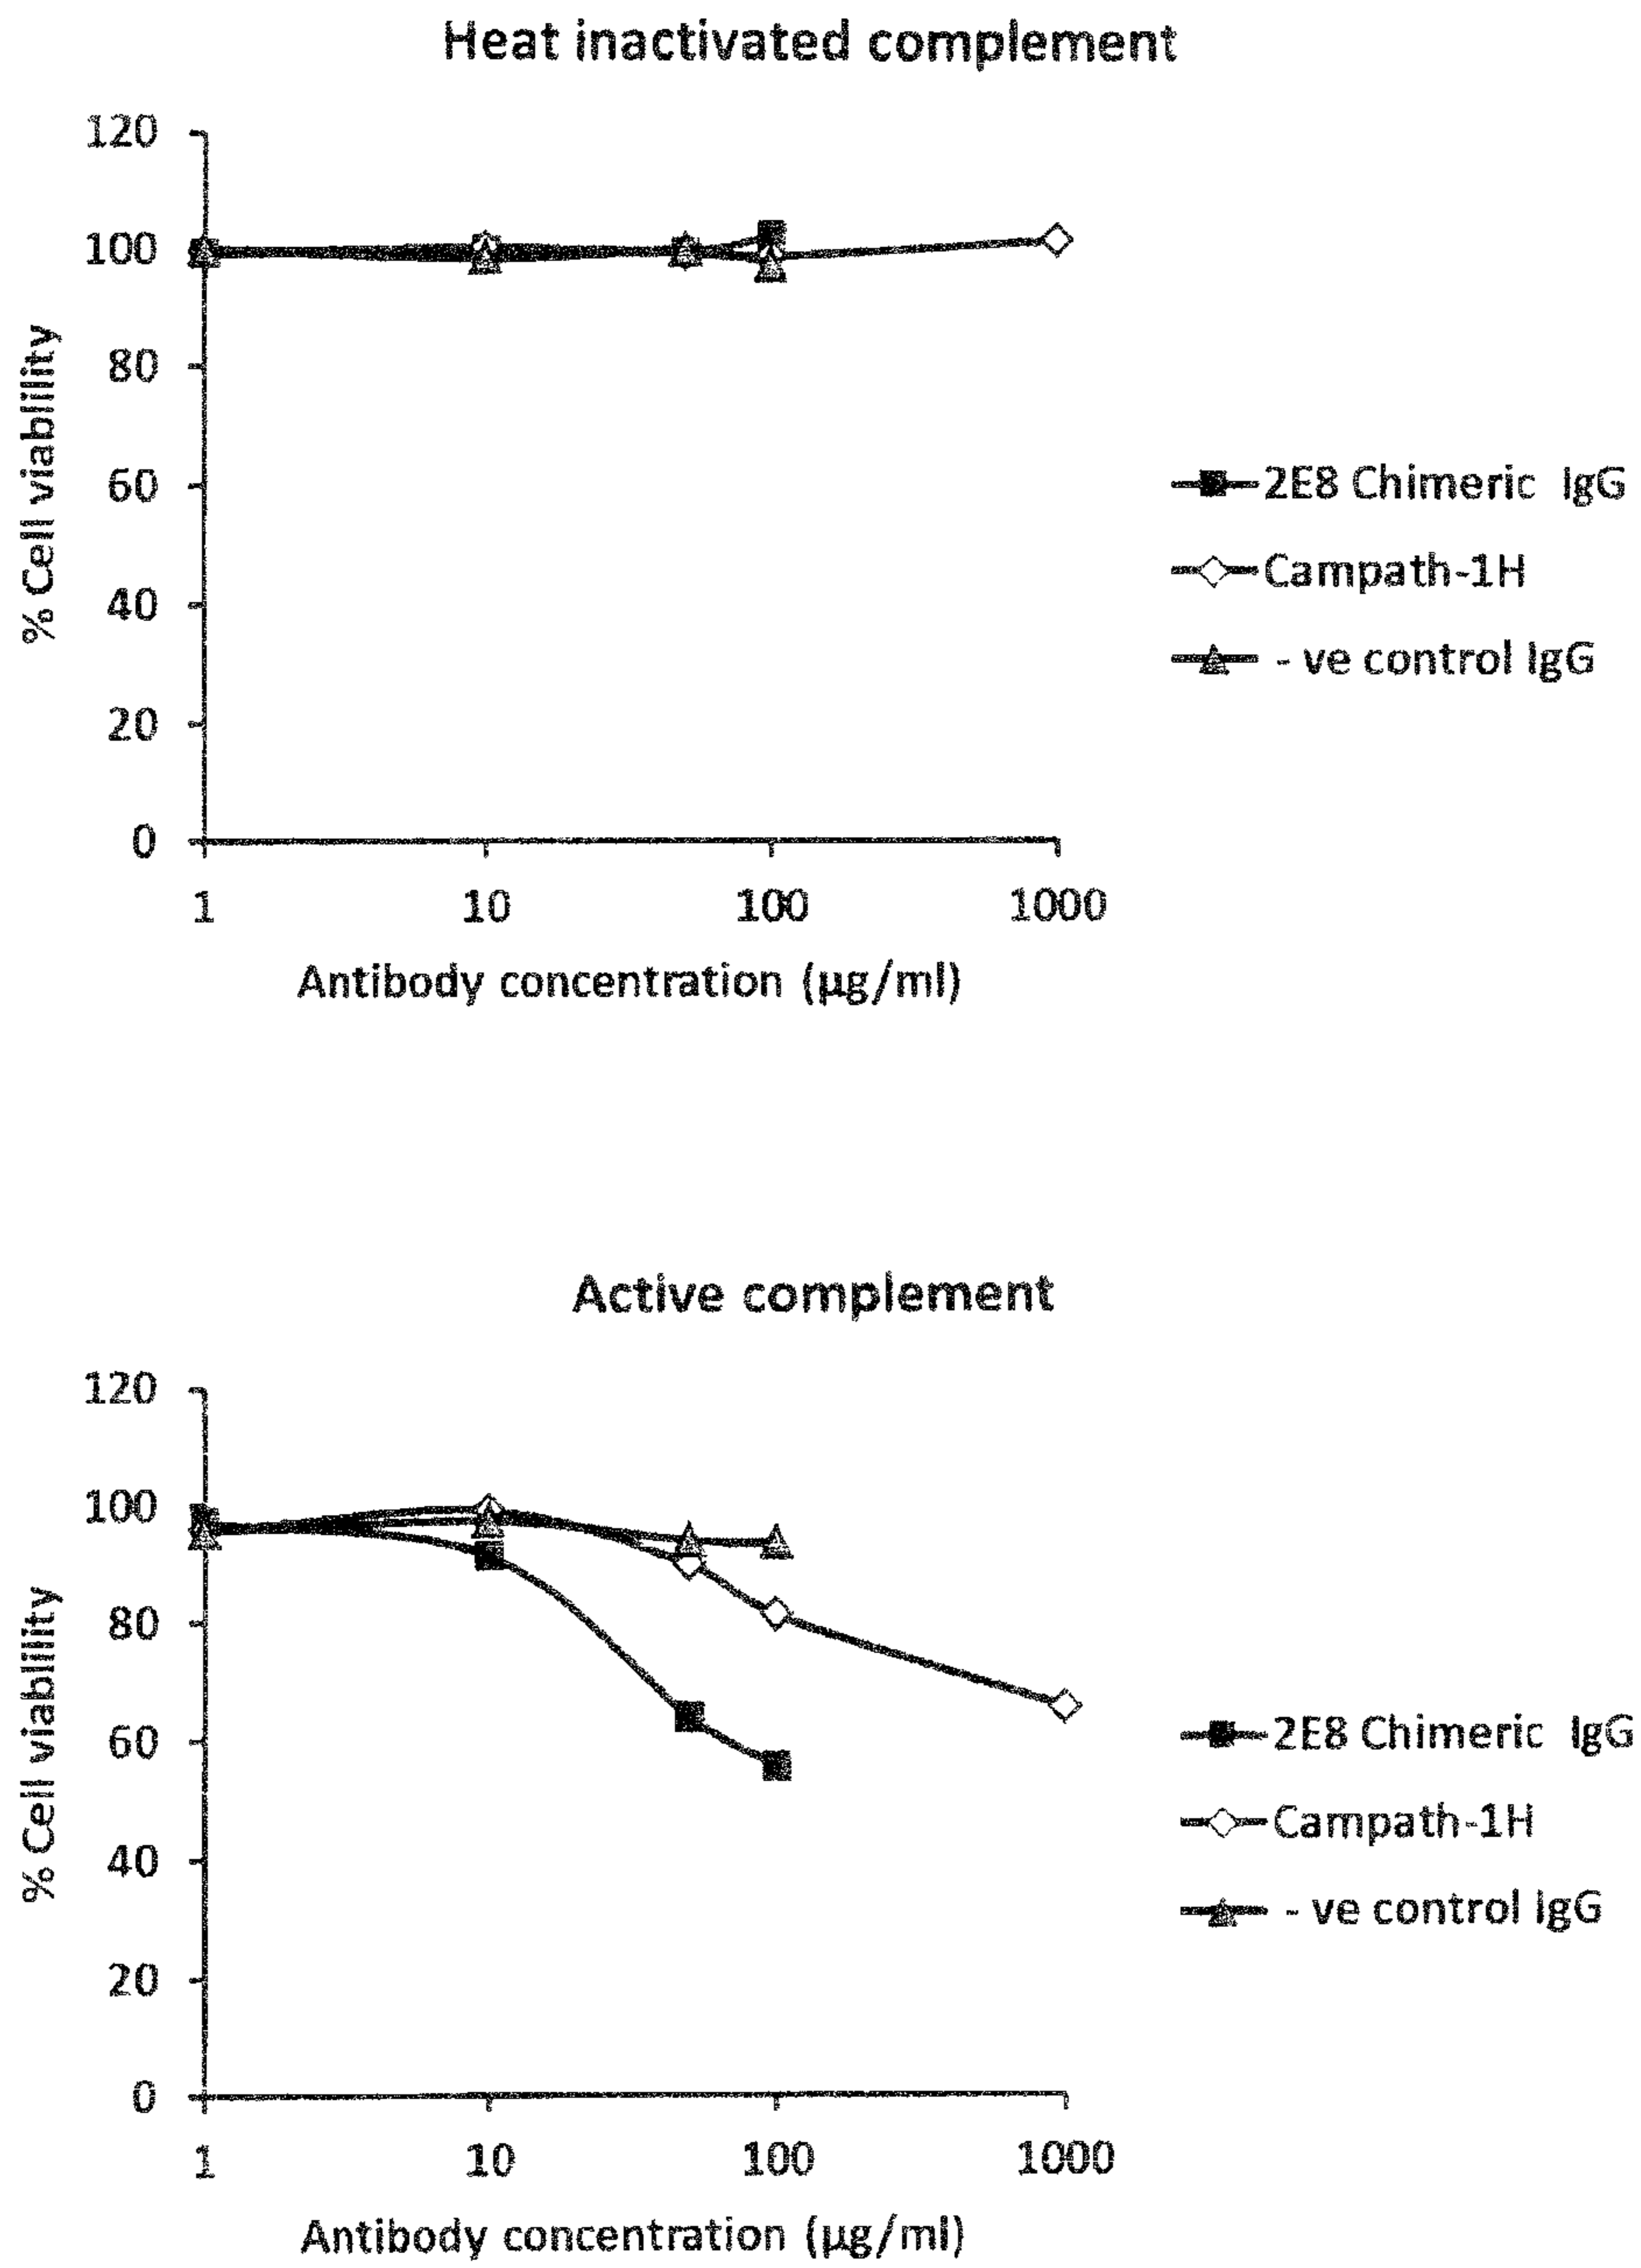 Heat inactivated complement
120
100
80
60
40
20
0
% Cell viablility
1 10 100 1000
Antibody concentration (µg/ml)
2E8 Chimeric IgG
Campath-1H
- ve control IgG
Active complement
120
100
80
60
40
20
0
% Cell viablility
1 10 100 1000
Antibody concentration (µg/ml)
2E8 Chimeric IgG
Campath-1H
- ve control IgG